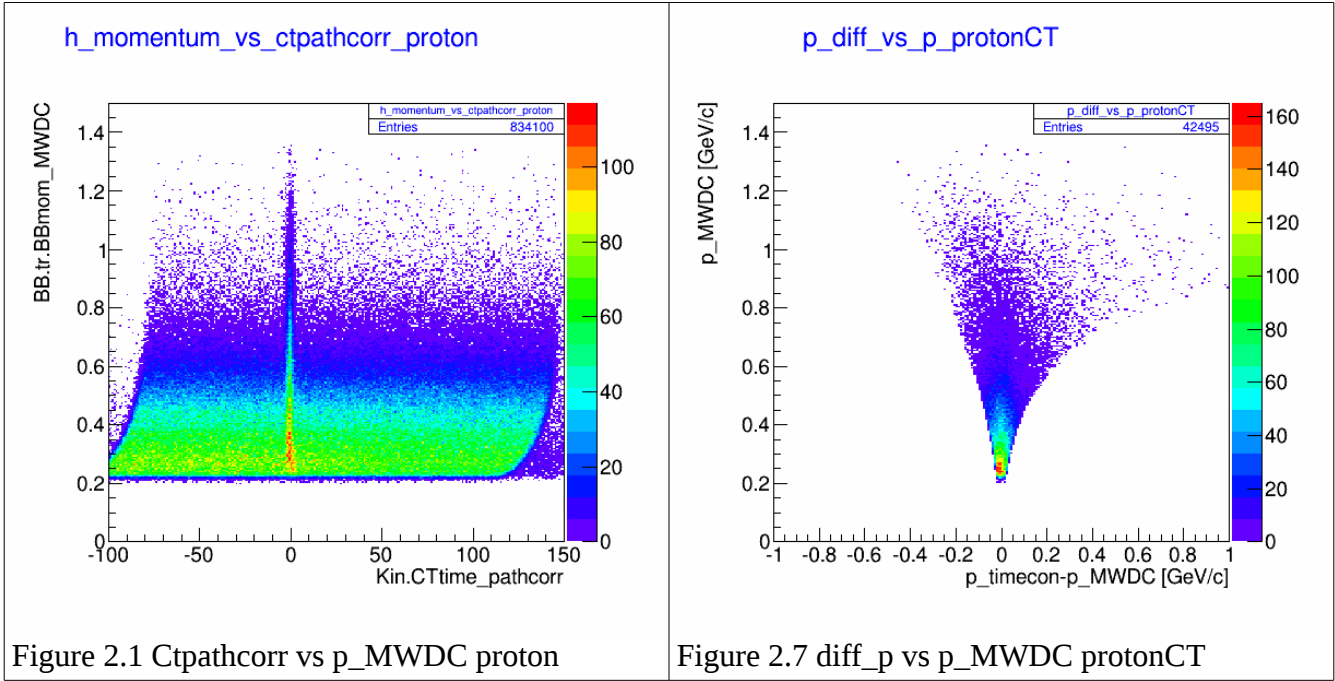 h_momentum_vs_ctpathcorr_proton
h_momentum_vs_ctpathcorr_proton
Entries 834100
BB.tr.BBmom_MWDC
1.4
1.2
1
0.8
0.6
0.4
0.2
0
-100 -50 0 50 100 150
Kin.CTtime_pathcorr
100
80
60
40
20
0
Figure 2.1 Ctpathcorr vs p_MWDC proton
p_diff_vs_p_protonCT
p_diff_vs_p_protonCT
Entries 42495
p_MWDC [GeV/c]
1.4
1.2
1
0.8
0.6
0.4
0.2
0
-1 -0.8 -0.6 -0.4 -0.2 0 0.2 0.4 0.6 0.8 1
p_timecon-p_MWDC [GeV/c]
160
140
120
100
80
60
40
20
0
Figure 2.7 diff_p vs p_MWDC protonCT